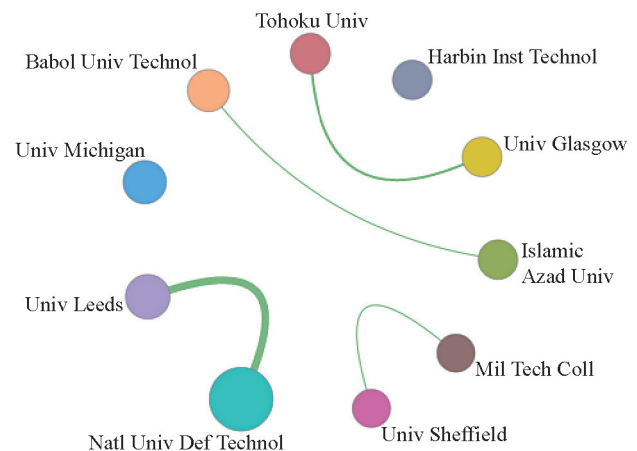 Tohoku Univ
Harbin Inst Technol
Babol Univ Technol
Univ Michigan
Univ Glasgow
Islamic
Azad Univ
Univ Leeds
Mil Tech Coll
Univ Sheffield
Natl Univ Def Technol